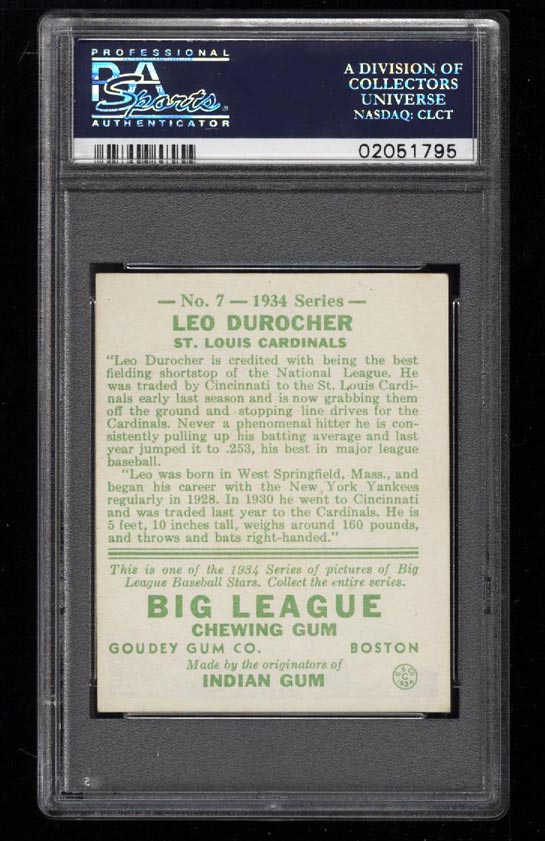 PROFESSIONAL
PSA
Sports
AUTHENTICATOR
A DIVISION OF
COLLECTORS
UNIVERSE
NASDAQ: CLCT
02051795
— No. 7 — 1934 Series —
LEO DUROCHER
ST. LOUIS CARDINALS
"Leo Durocher is credited with being the best
fielding shortstop of the National League. He
was traded by Cincinnati to the St. Louis Cardi-
nals early last season and is now grabbing them
off the ground and stopping line drives for the
Cardinals. Never a phenomenal hitter he is con-
sistently pulling up his batting average and last
year jumped it to .253, his best in major league
baseball.
"Leo was born in West Springfield, Mass., and
began his career with the New York Yankees
regularly in 1928. In 1930 he went to Cincinnati
and was traded last year to the Cardinals. He is
5 feet, 10 inches tall, weighs around 160 pounds,
and throws and bats right-handed."
This is one of the 1934 Series of pictures of Big
League Baseball Stars. Collect the entire series.
BIG LEAGUE
CHEWING GUM
GOUDEY GUM CO. BOSTON
Made by the originators of
INDIAN GUM